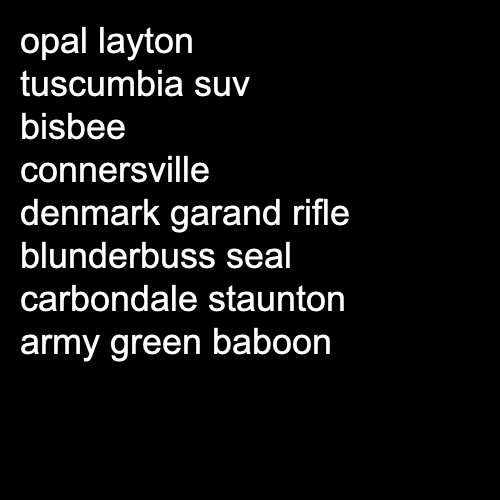 opal layton
tuscumbia suv
bisbee
connersville
denmark garand rifle
blunderbuss seal
carbondale staunton
army green baboon